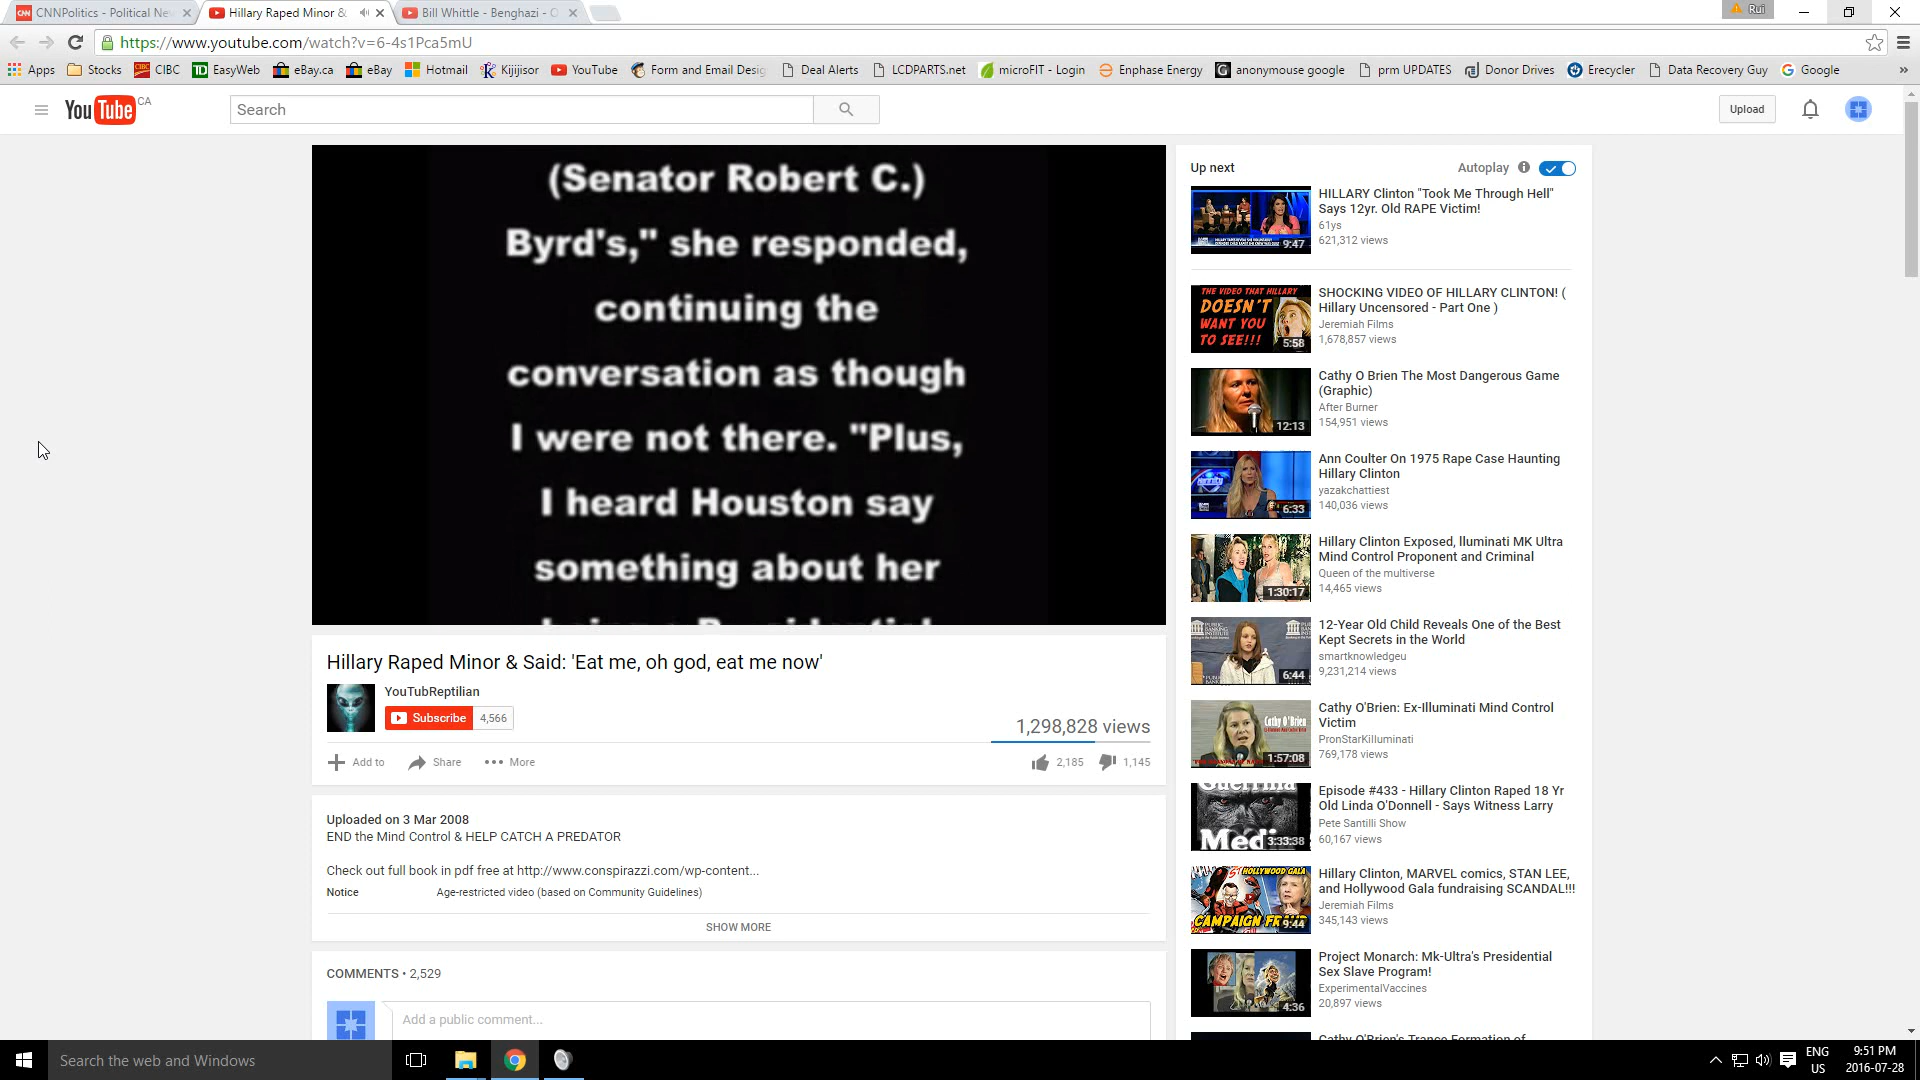 CNNPolitics - Political New
Hillary Raped Minor &
Bill Whittle - Benghazi - O
Rui
https://www.youtube.com/watch?v=6-4s1Pca5mU
Apps Stocks CIBC EasyWeb eBay.ca eBay Hotmail Kijijisor YouTube Form and Email Desig Deal Alerts LCDPARTS.net microFIT - Login Enphase Energy anonymouse google prm UPDATES Donor Drives Erecycler Data Recovery Guy Google »
YouTube CA
Search
Upload
(Senator Robert C.)
Byrd's," she responded,
continuing the
conversation as though
I were not there. "Plus,
I heard Houston say
something about her
Hillary Raped Minor & Said: 'Eat me, oh god, eat me now'
YouTubReptilian
Subscribe 4,566
1,298,828 views
Add to Share More
2,185 1,145
Uploaded on 3 Mar 2008
END the Mind Control & HELP CATCH A PREDATOR
Check out full book in pdf free at http://www.conspirazzi.com/wp-content...
Notice Age-restricted video (based on Community Guidelines)
SHOW MORE
COMMENTS • 2,529
Add a public comment...
Up next
Autoplay
9:47
HILLARY Clinton "Took Me Through Hell"
Says 12yr. Old RAPE Victim!
61ys
621,312 views
THE VIDEO THAT HILLARY
DOESN'T
WANT YOU
TO SEE!!!
5:58
SHOCKING VIDEO OF HILLARY CLINTON! (
Hillary Uncensored - Part One )
Jeremiah Films
1,678,857 views
12:13
Cathy O Brien The Most Dangerous Game
(Graphic)
After Burner
154,951 views
6:33
Ann Coulter On 1975 Rape Case Haunting
Hillary Clinton
yazakchattiest
140,036 views
1:30:17
Hillary Clinton Exposed, Iluminati MK Ultra
Mind Control Proponent and Criminal
Queen of the multiverse
14,465 views
6:44
12-Year Old Child Reveals One of the Best
Kept Secrets in the World
smartknowledgeu
9,231,214 views
Cathy O'Brien
1:57:08
Cathy O'Brien: Ex-Illuminati Mind Control
Victim
PronStarKilluminati
769,178 views
Guerrilla
Media
3:33:38
Episode #433 - Hillary Clinton Raped 18 Yr
Old Linda O'Donnell - Says Witness Larry
Pete Santilli Show
60,167 views
HOLLYWOOD GALA
CAMPAIGN FRAUD
9:44
Hillary Clinton, MARVEL comics, STAN LEE,
and Hollywood Gala fundraising SCANDAL!!!
Jeremiah Films
345,143 views
4:36
Project Monarch: Mk-Ultra's Presidential
Sex Slave Program!
ExperimentalVaccines
20,897 views
Cathy O'Brien's Trance Formation of
Search the web and Windows
ENG
US
9:51 PM
2016-07-28